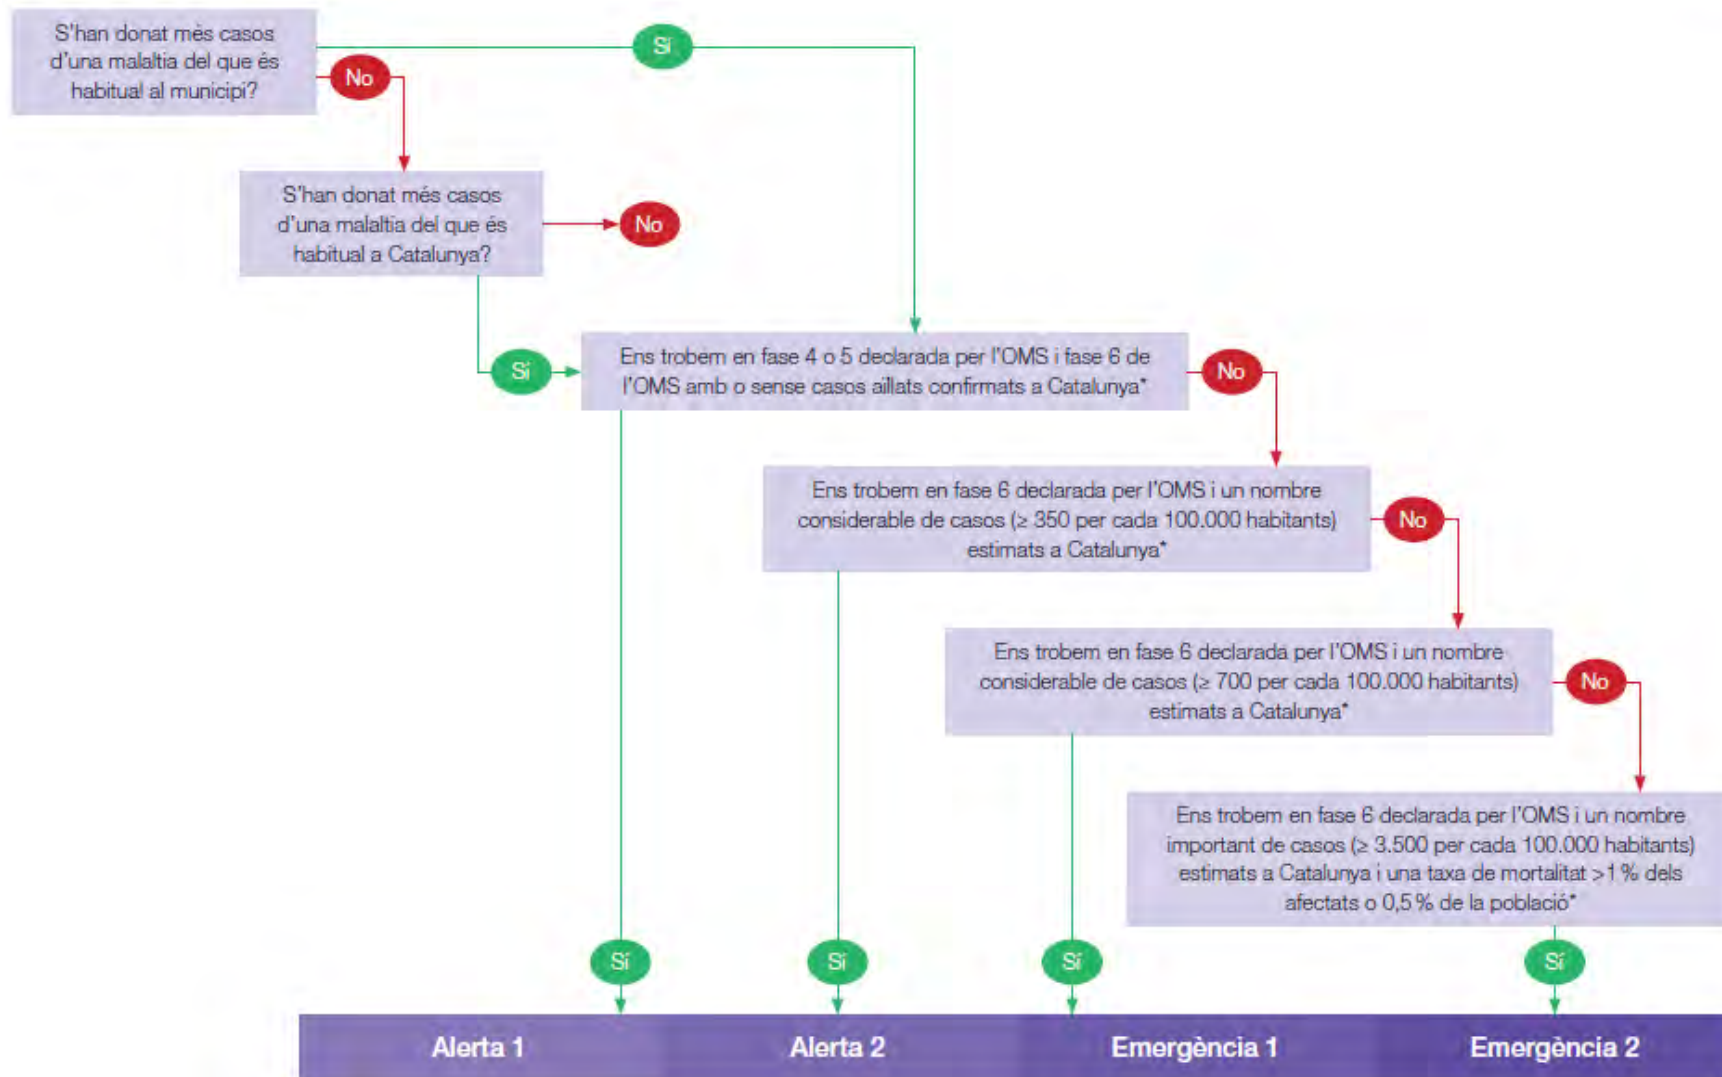 S'han donat més casos
d'una malaltia del que és
habitual al municipi?
Sí
No
S'han donat més casos
d'una malaltia del que és
habitual a Catalunya?
No
Sí
Ens trobem en fase 4 o 5 declarada per l'OMS i fase 6 de
l'OMS amb o sense casos aïllats confirmats a Catalunya*
No
Ens trobem en fase 6 declarada per l'OMS i un nombre
considerable de casos (≥ 350 per cada 100.000 habitants)
estimats a Catalunya*
No
Ens trobem en fase 6 declarada per l'OMS i un nombre
considerable de casos (≥ 700 per cada 100.000 habitants)
estimats a Catalunya*
No
Ens trobem en fase 6 declarada per l'OMS i un nombre
important de casos (≥ 3.500 per cada 100.000 habitants)
estimats a Catalunya i una taxa de mortalitat >1 % dels
afectats o 0,5 % de la població*
Sí
Sí
Sí
Sí
Alerta 1
Alerta 2
Emergència 1
Emergència 2